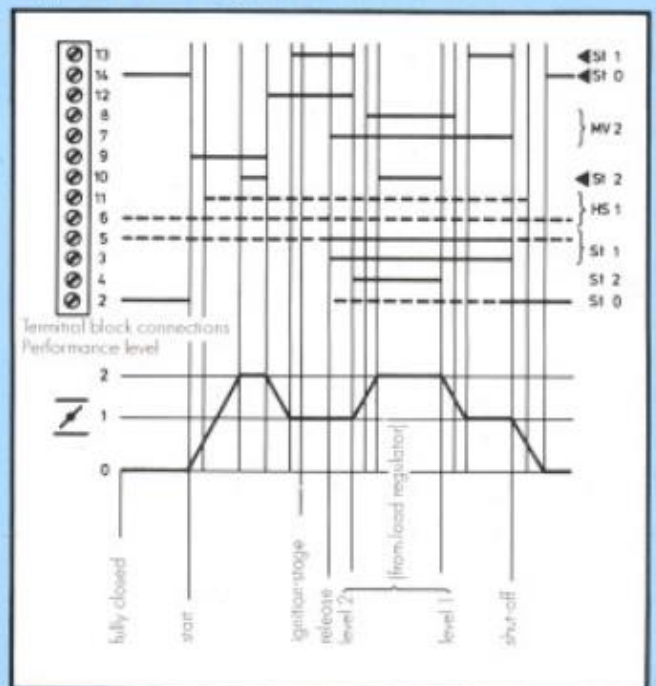 13 St 1
14 St 0
12
8
7 MV 2
9
10 St 2
11
6 HS 1
5
3 St 1
4 St 2
2 St 0
Terminal block connections
Performance level
2
1
0
fully closed
start
ignition-stage
release
level 2
(from load regulator)
level 1
shut-off